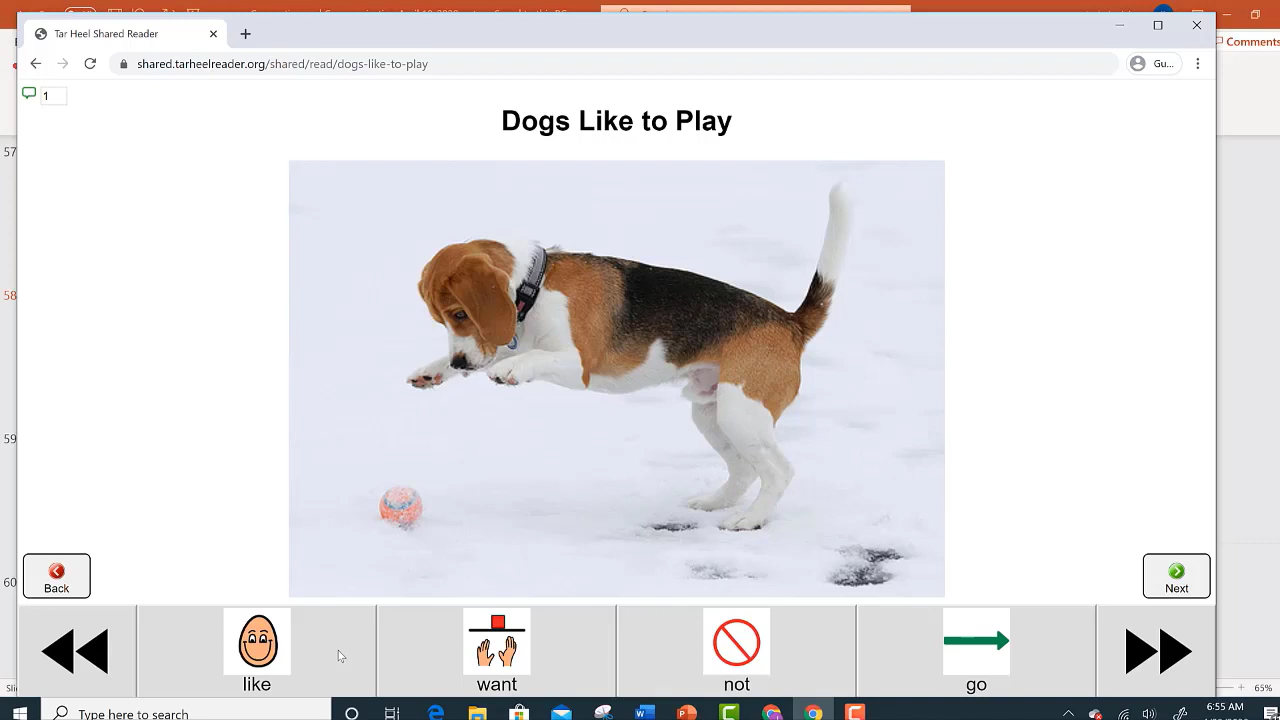 Tar Heel Shared Reader
Comments
shared.tarheelreader.org/shared/read/dogs-like-to-play
Gu...
1
Dogs Like to Play
57
58
59
60
Back
Next
like
want
not
go
65%
Type here to search
6:55 AM